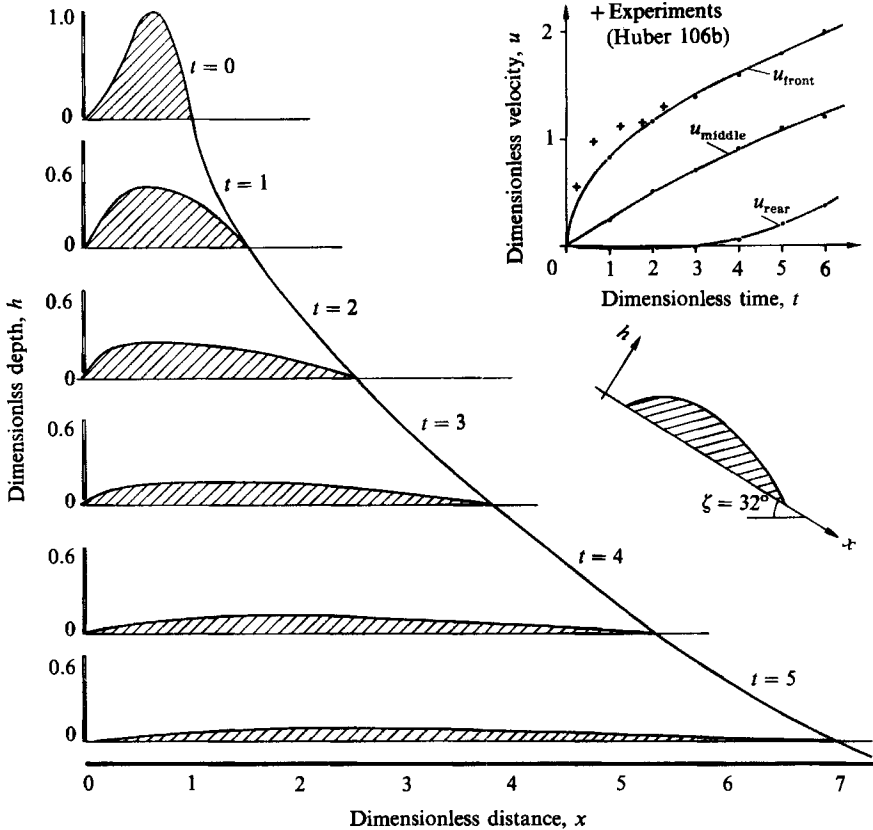 1.0
0
t = 0
0.6
0
t = 1
0.6
0
t = 2
0.6
0
t = 3
0.6
0
t = 4
0.6
0
t = 5
0 1 2 3 4 5 6 7
Dimensionless distance, x
Dimensionlss depth, h
+ Experiments
(Huber 106b)
2
1
0
u_front
u_middle
u_rear
1 2 3 4 5 6
Dimensionless time, t
Dimensionless velocity, u
h
ζ = 32°
x